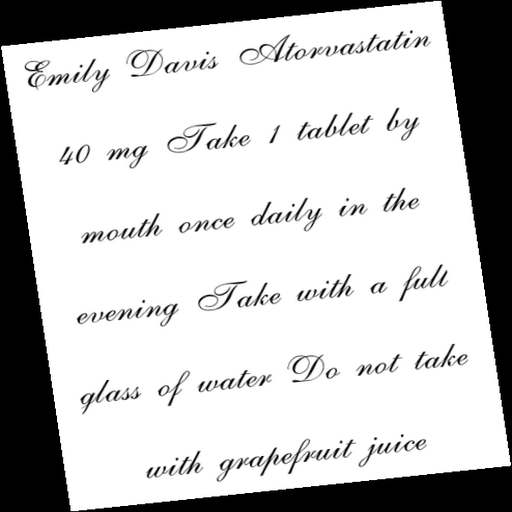 Emily Davis Atorvastatin
40 mg Take 1 tablet by
mouth once daily in the
evening Take with a full
glass of water Do not take
with grapefruit juice